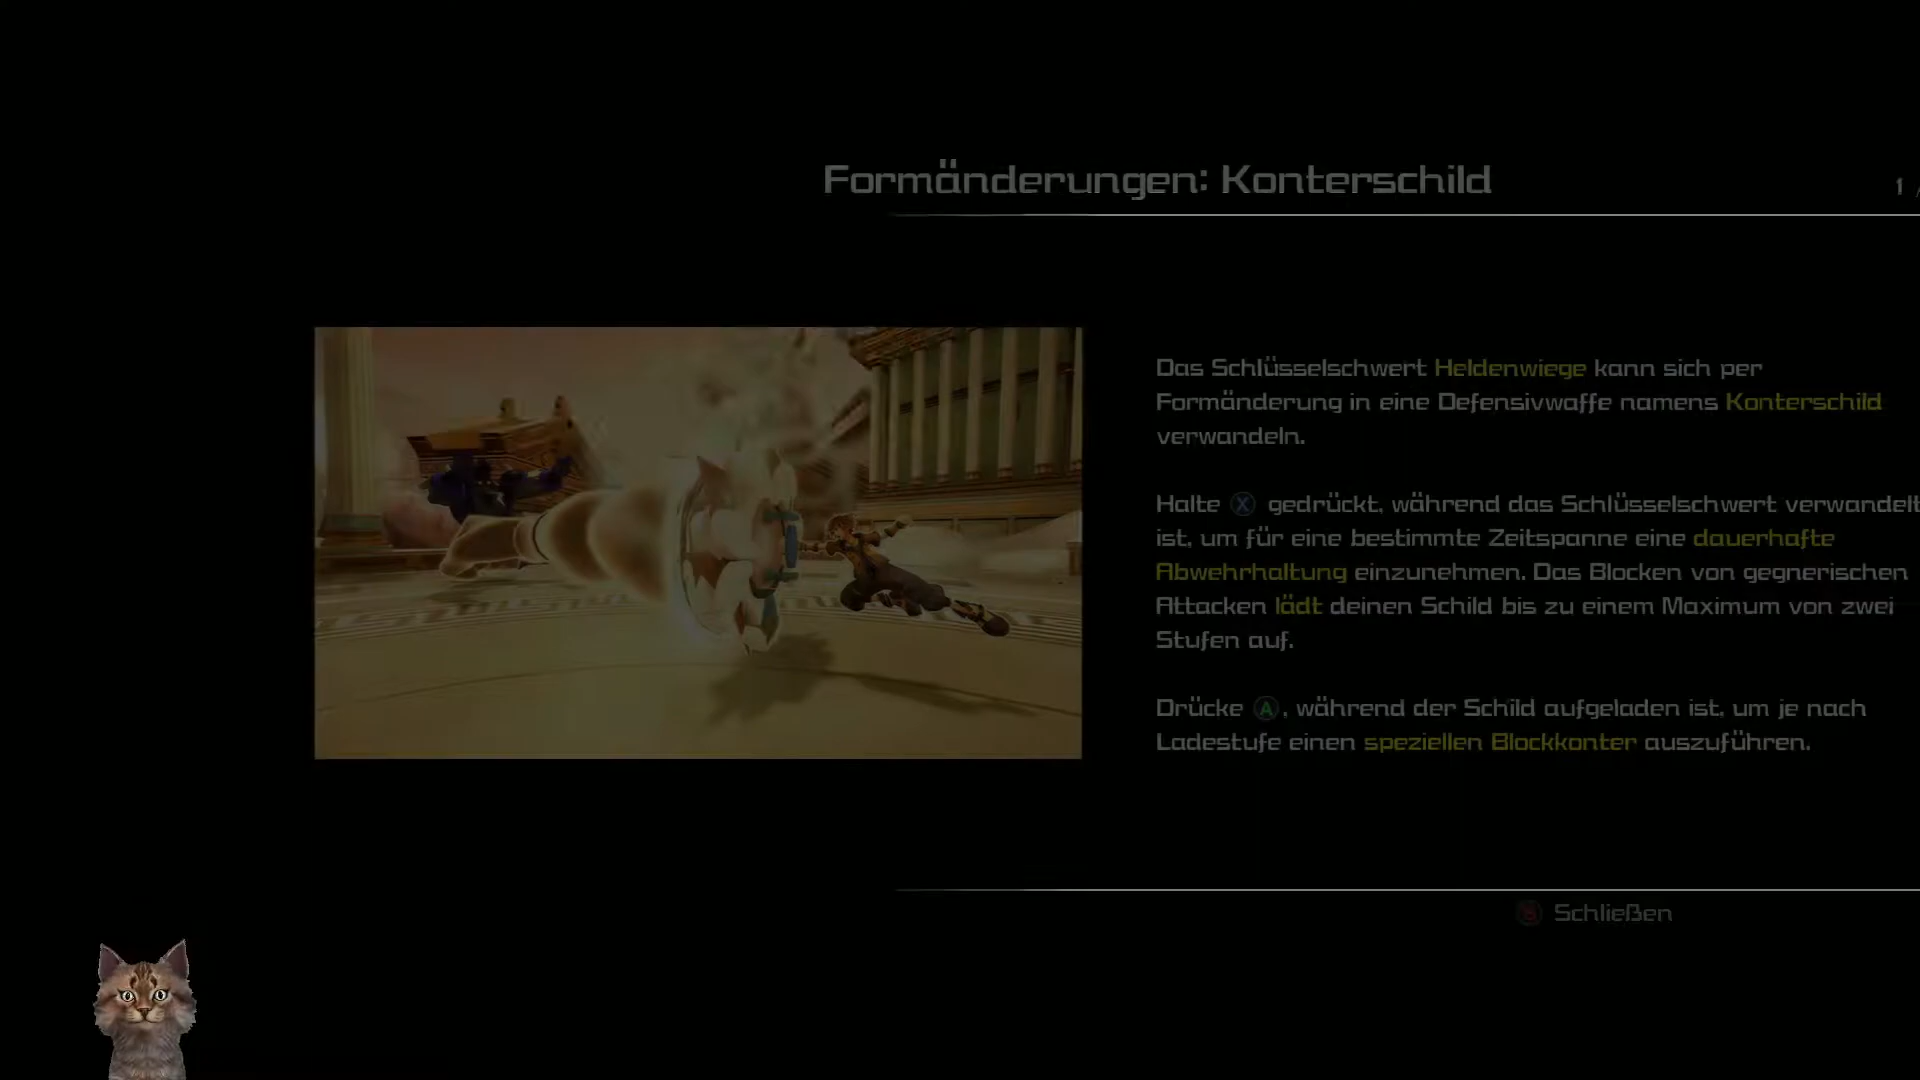 Formänderungen: Konterschild
1 /
Das Schlüsselschwert Heldenwiege kann sich per
Formänderung in eine Defensivwaffe namens Konterschild
verwandeln.
Halte X gedrückt, während das Schlüsselschwert verwandelt
ist, um für eine bestimmte Zeitspanne eine dauerhafte
Abwehrhaltung einzunehmen. Das Blocken von gegnerischen
Attacken lädt deinen Schild bis zu einem Maximum von zwei
Stufen auf.
Drücke A, während der Schild aufgeladen ist, um je nach
Ladestufe einen speziellen Blockkonter auszuführen.
B Schließen